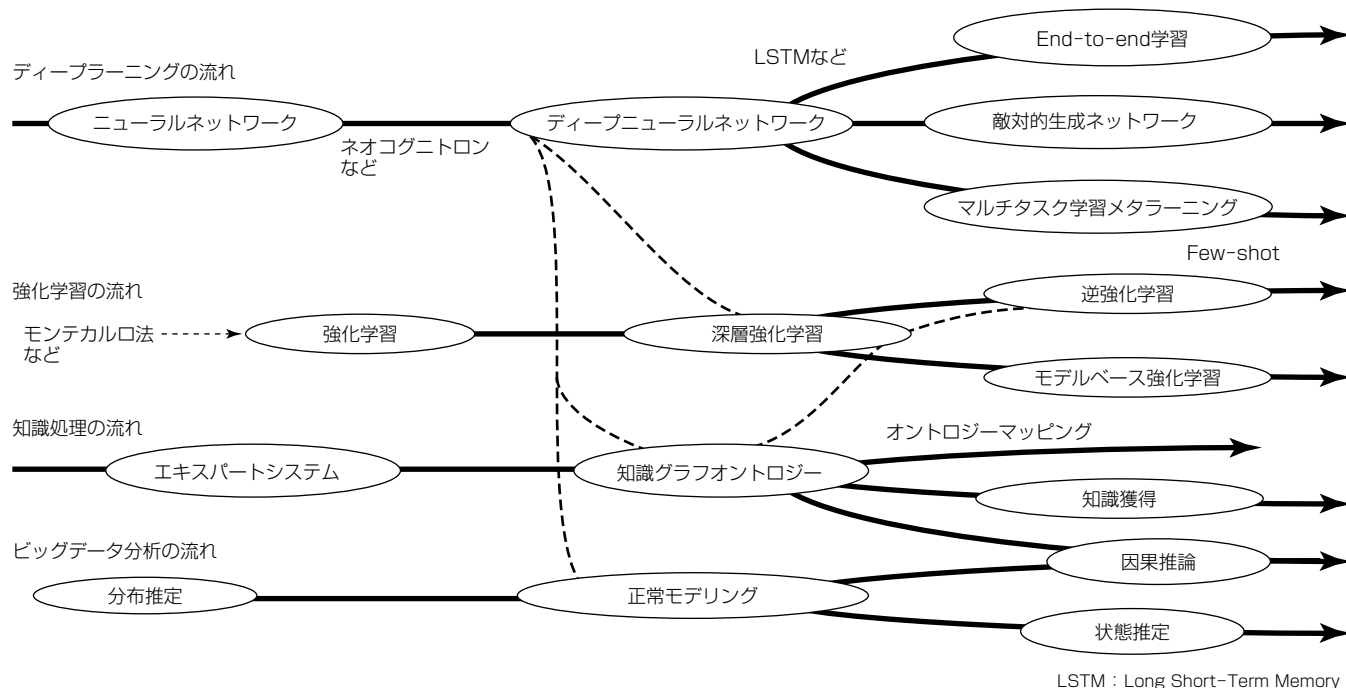 ディープラーニングの流れ
ニューラルネットワーク
ネオコグニトロン
など
ディープニューラルネットワーク
LSTMなど
End-to-end学習
敵対的生成ネットワーク
マルチタスク学習メタラーニング
Few-shot
強化学習の流れ
モンテカルロ法
など
強化学習
深層強化学習
逆強化学習
モデルベース強化学習
知識処理の流れ
エキスパートシステム
知識グラフオントロジー
オントロジーマッピング
知識獲得
因果推論
ビッグデータ分析の流れ
分布推定
正常モデリング
状態推定
LSTM：Long Short-Term Memory